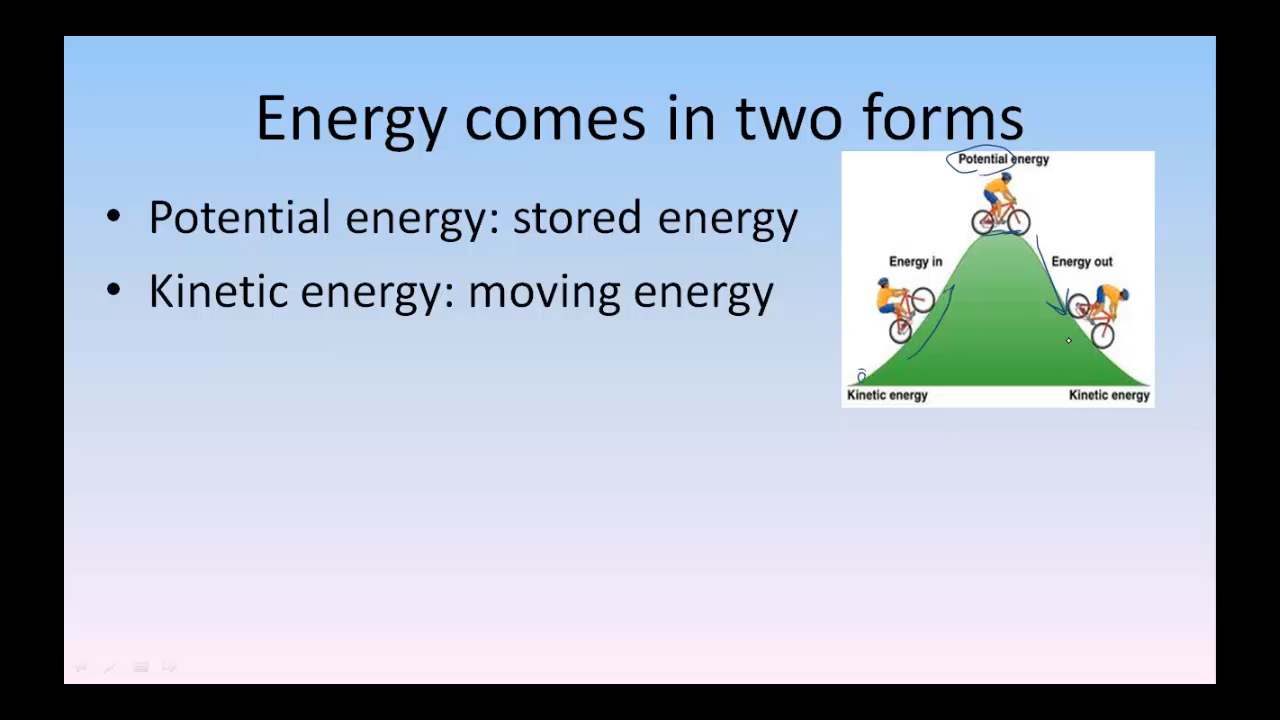 Energy comes in two forms
• Potential energy: stored energy
• Kinetic energy: moving energy
Potential energy
Energy in
Energy out
Kinetic energy
Kinetic energy